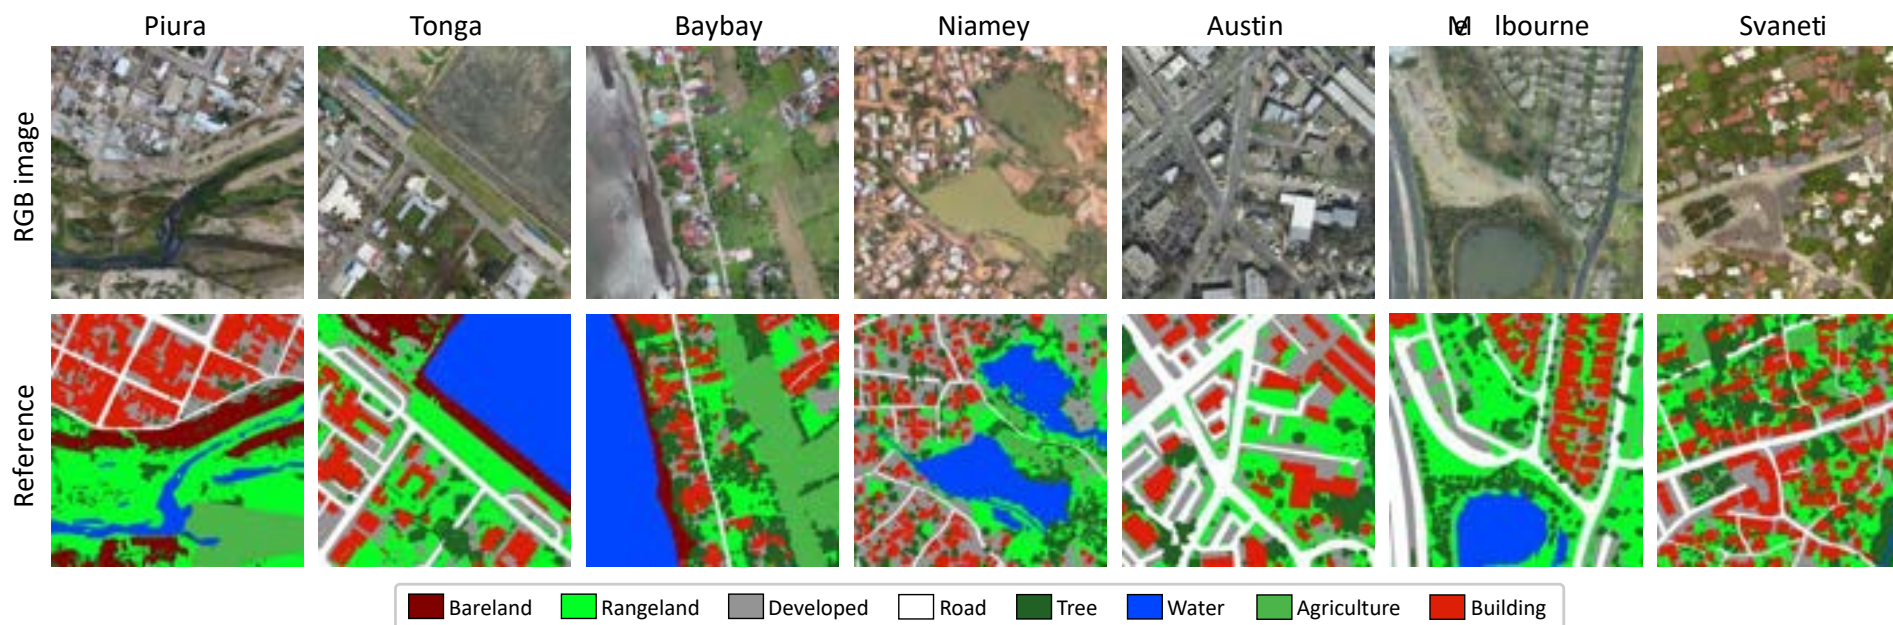 Piura Tonga Baybay Niamey Austin Melbourne Svaneti
RGB image
Reference
Bareland Rangeland Developed Road Tree Water Agriculture Building